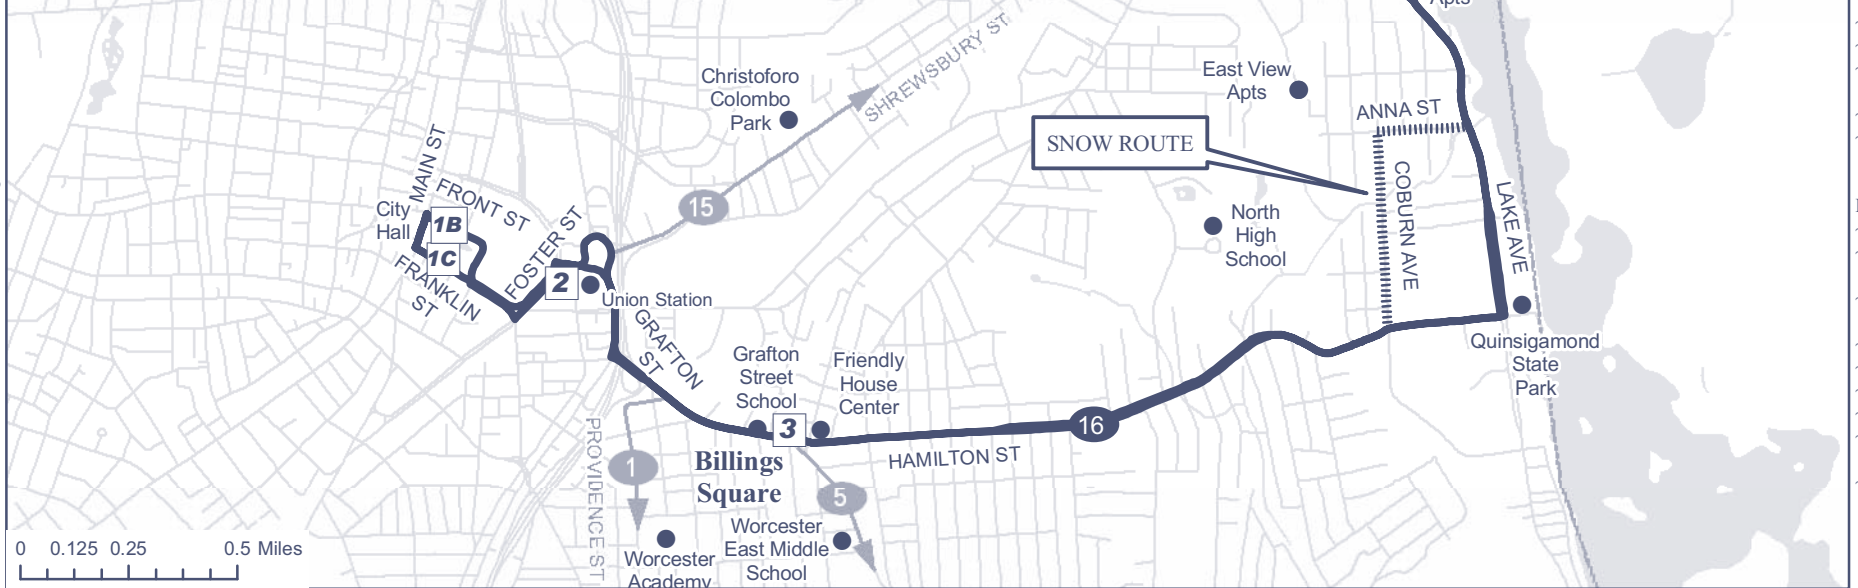 Apts
East View
Apts
Christoforo
Colombo
Park
SHREWSBURY ST
ANNA ST
SNOW ROUTE
COBURN AVE
LAKE AVE
MAIN ST
FRONT ST
City
Hall
1B
1C
FRANKLIN
ST
FOSTER ST
2
Union Station
15
North
High
School
GRAFTON
ST
Grafton
Street
School
Friendly
House
Center
3
16
HAMILTON ST
Quinsigamond
State
Park
Billings
Square
PROVIDENCE ST
1
5
Worcester
Academy
Worcester
East Middle
School
0 0.125 0.25 0.5 Miles